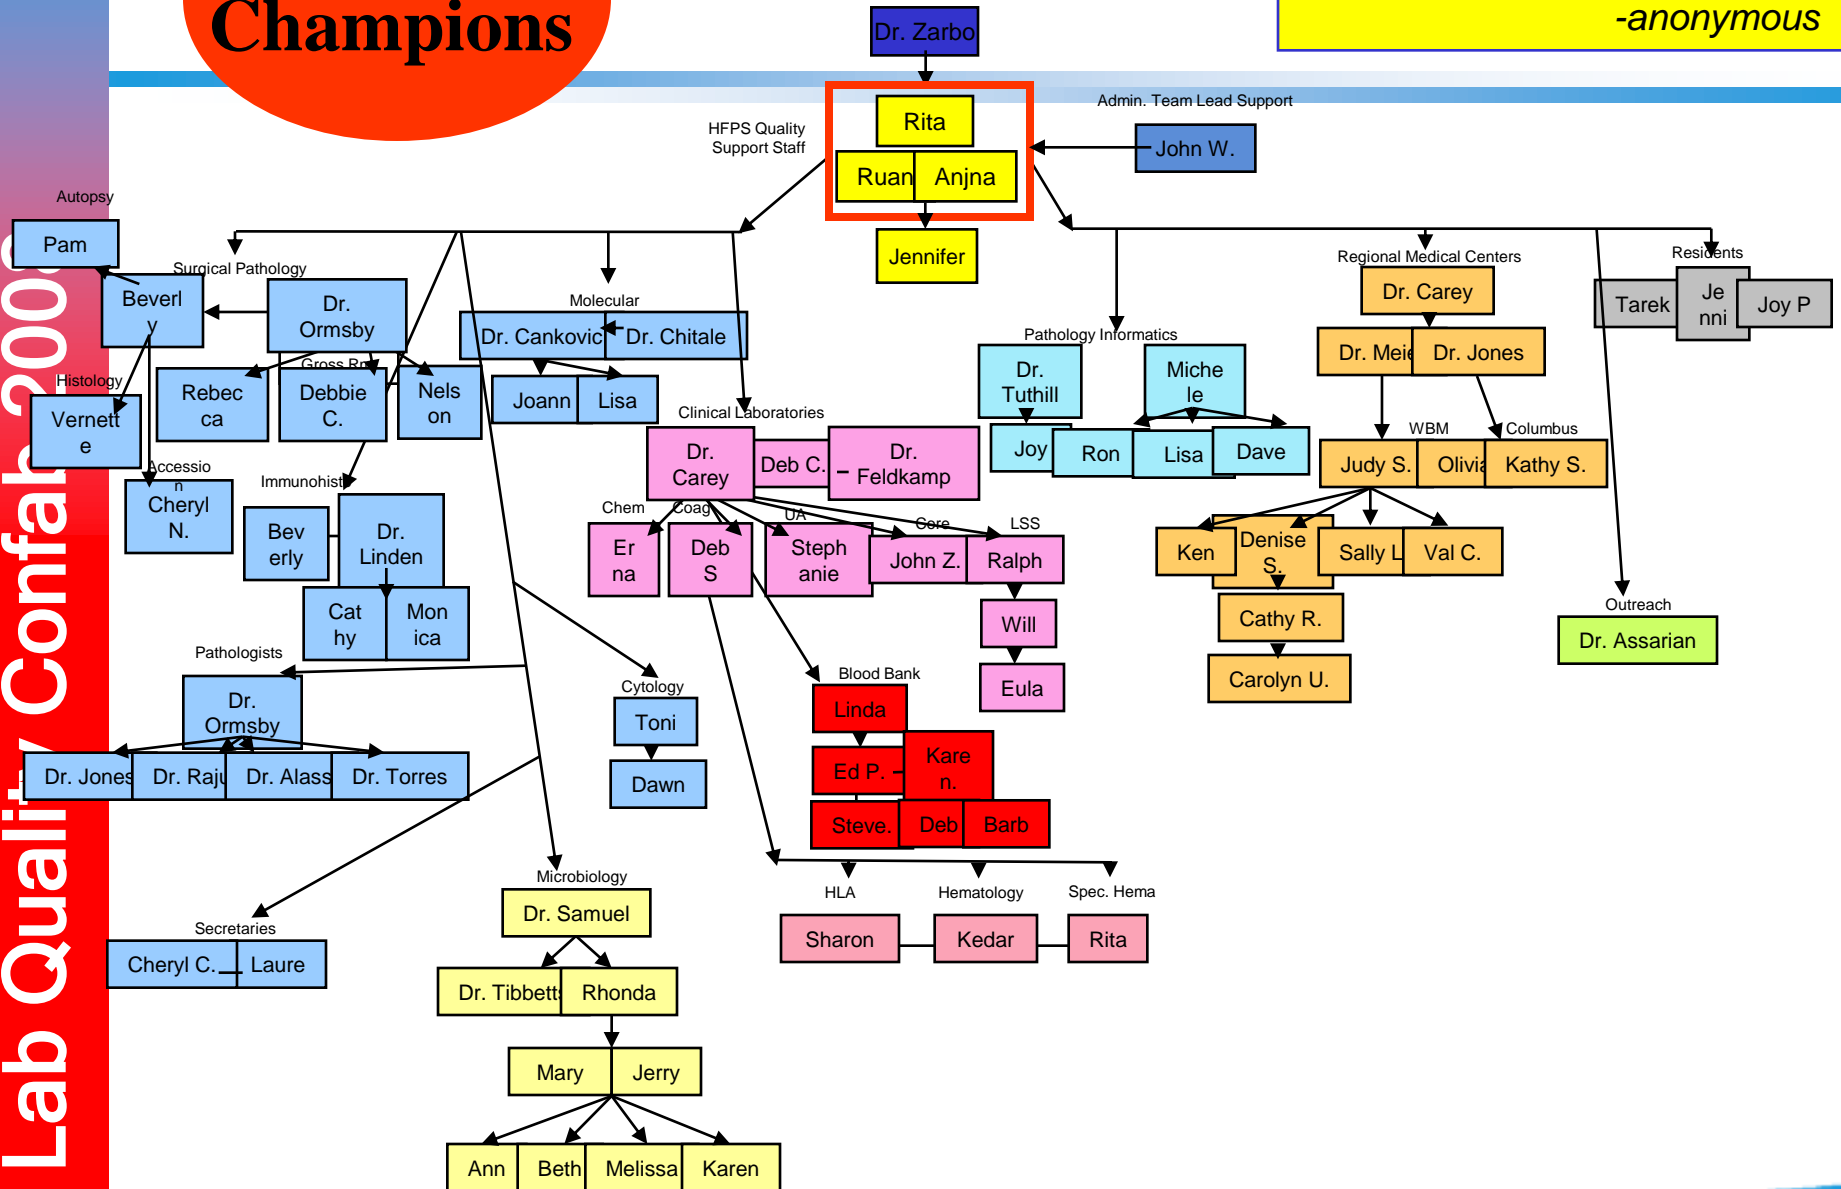 Champions
-anonymous
Lab Quality Confab 2008
Dr. Zarbo
Admin. Team Lead Support
HFPS Quality
Support Staff
Rita
John W.
Ruan
Anjna
Jennifer
Autopsy
Pam
Surgical Pathology
Beverl
y
Dr.
Ormsby
Gross Rm
Histology
Vernett
e
Rebec
ca
Debbie
C.
Nels
on
Accessio
n
Cheryl
N.
Immunohist
Bev
erly
Dr.
Linden
Cat
hy
Mon
ica
Molecular
Dr. Cankovic
Dr. Chitale
Joann
Lisa
Clinical Laboratories
Dr.
Carey
Deb C.
Dr.
Feldkamp
Chem
Coag
UA
Core
LSS
Er
na
Deb
S
Steph
anie
John Z.
Ralph
Will
Eula
Pathology Informatics
Dr.
Tuthill
Miche
le
Joy
Ron
Lisa
Dave
Regional Medical Centers
Dr. Carey
Dr. Meie
Dr. Jones
WBM
Columbus
Judy S.
Olivia
Kathy S.
Ken
Denise
S.
Sally L
Val C.
Cathy R.
Carolyn U.
Residents
Tarek
Je
nni
Joy P
Outreach
Dr. Assarian
Pathologists
Dr.
Ormsby
Dr. Jones
Dr. Raju
Dr. Alass
Dr. Torres
Cytology
Toni
Dawn
Blood Bank
Linda
Ed P.
Kare
n.
Steve.
Deb
Barb
HLA
Hematology
Spec. Hema
Sharon
Kedar
Rita
Secretaries
Cheryl C.
Laure
Microbiology
Dr. Samuel
Dr. Tibbetts
Rhonda
Mary
Jerry
Ann
Beth
Melissa
Karen